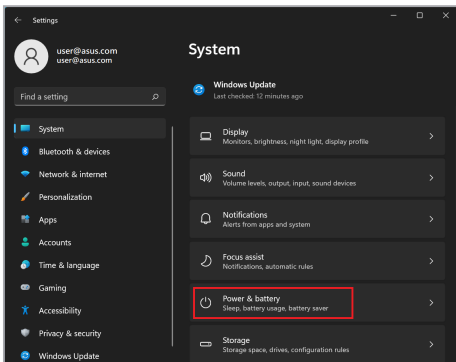 Settings
user@asus.com
user@asus.com
Find a setting
System
Bluetooth & devices
Network & internet
Personalization
Apps
Accounts
Time & language
Gaming
Accessibility
Privacy & security
Windows Update
System
Windows Update
Last checked: 12 minutes ago
Display
Monitors, brightness, night light, display profile
Sound
Volume levels, output, input, sound devices
Notifications
Alerts from apps and system
Focus assist
Notifications, automatic rules
Power & battery
Sleep, battery usage, battery saver
Storage
Storage space, drives, configuration rules